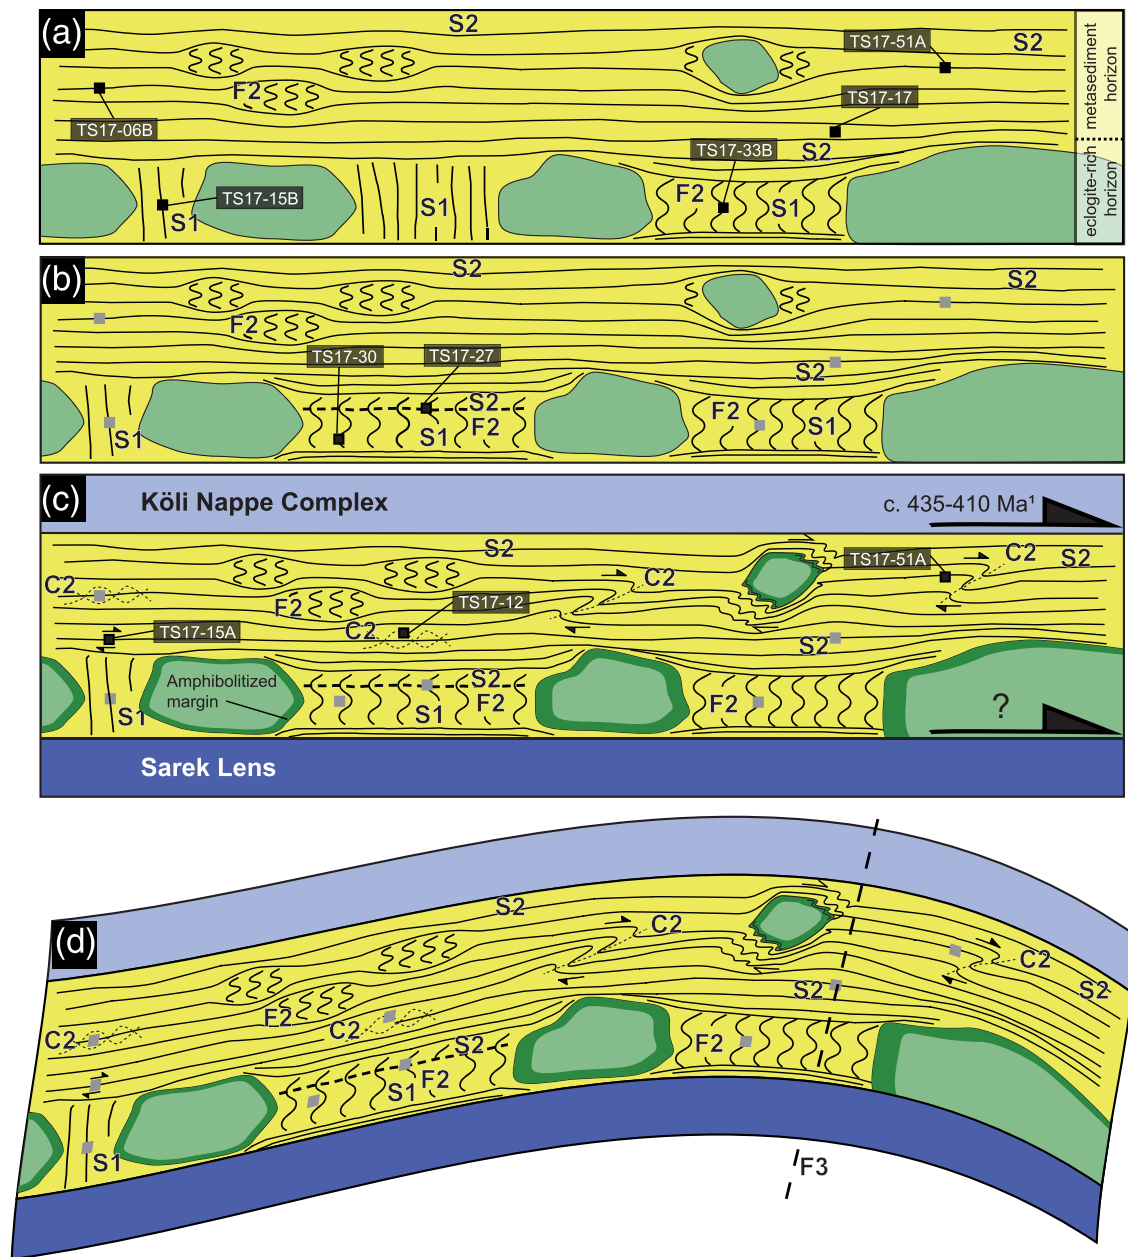 (a)
S2
TS17-51A
S2
metasediment
horizon
F2
TS17-17
TS17-06B
TS17-33B
S2
eclogite-rich
horizon
TS17-15B
S1
S1
F2
S1
(b)
S2
S2
F2
TS17-30
TS17-27
S2
S2
S1
F2
S1
F2
S1
(c)
Köli Nappe Complex
c. 435-410 Ma¹
S2
C2
TS17-51A
C2
S2
C2
F2
TS17-12
C2
TS17-15A
S2
Amphibolitized
margin
S2
S1
S1
F2
F2
?
Sarek Lens
(d)
S2
C2
C2
S2
S2
F2
C2
C2
S2
F2
S1
F2
S1
F3